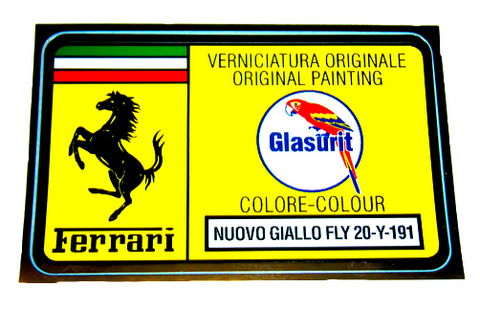 VERNICIATURA ORIGINALE
ORIGINAL PAINTING
Glasurit
COLORE-COLOUR
NUOVO GIALLO FLY 20-Y-191
Ferrari